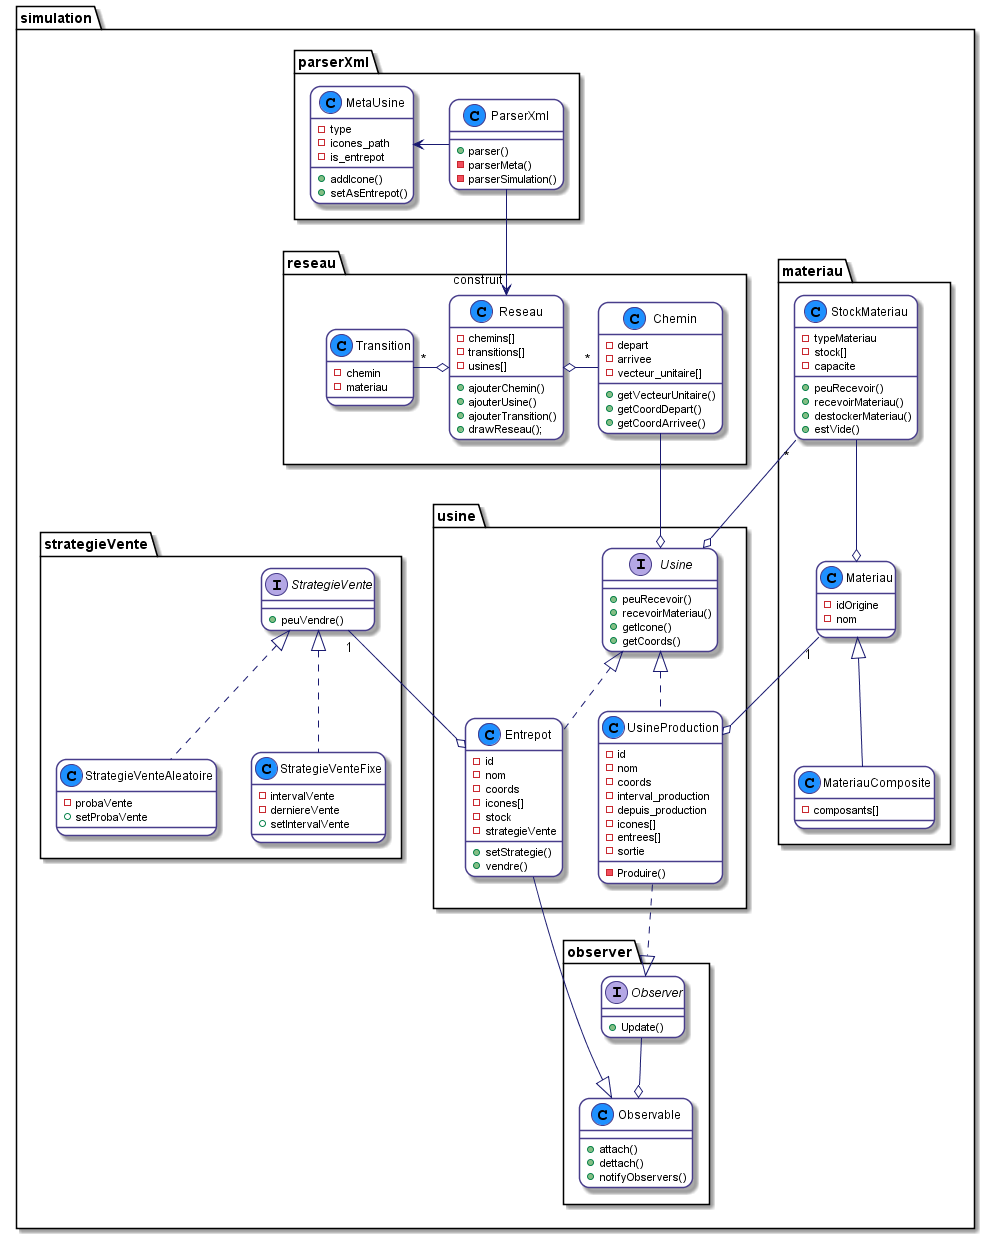 simulation
parserXml
C MetaUsine
type
icones_path
is_entrepot
addIcone()
setAsEntrepot()
C ParserXml
parser()
parserMeta()
parserSimulation()
construit
reseau
C Transition
chemin
materiau
*
C Reseau
chemins[]
transitions[]
usines[]
ajouterChemin()
ajouterUsine()
ajouterTransition()
drawReseau();
*
C Chemin
depart
arrivee
vecteur_unitaire[]
getVecteurUnitaire()
getCoordDepart()
getCoordArrivee()
materiau
C StockMateriau
typeMateriau
stock[]
capacite
peuRecevoir()
recevoirMateriau()
destockerMateriau()
estVide()
*
C Materiau
idOrigine
nom
1
C MateriauComposite
composants[]
usine
I Usine
peuRecevoir()
recevoirMateriau()
getIcone()
getCoords()
C Entrepot
id
nom
coords
icones[]
stock
strategieVente
setStrategie()
vendre()
C UsineProduction
id
nom
coords
interval_production
depuis_production
icones[]
entrees[]
sortie
Produire()
strategieVente
I StrategieVente
peuVendre()
1
C StrategieVenteAleatoire
probaVente
setProbaVente
C StrategieVenteFixe
intervalVente
derniereVente
setIntervalVente
observer
I Observer
Update()
C Observable
attach()
dettach()
notifyObservers()